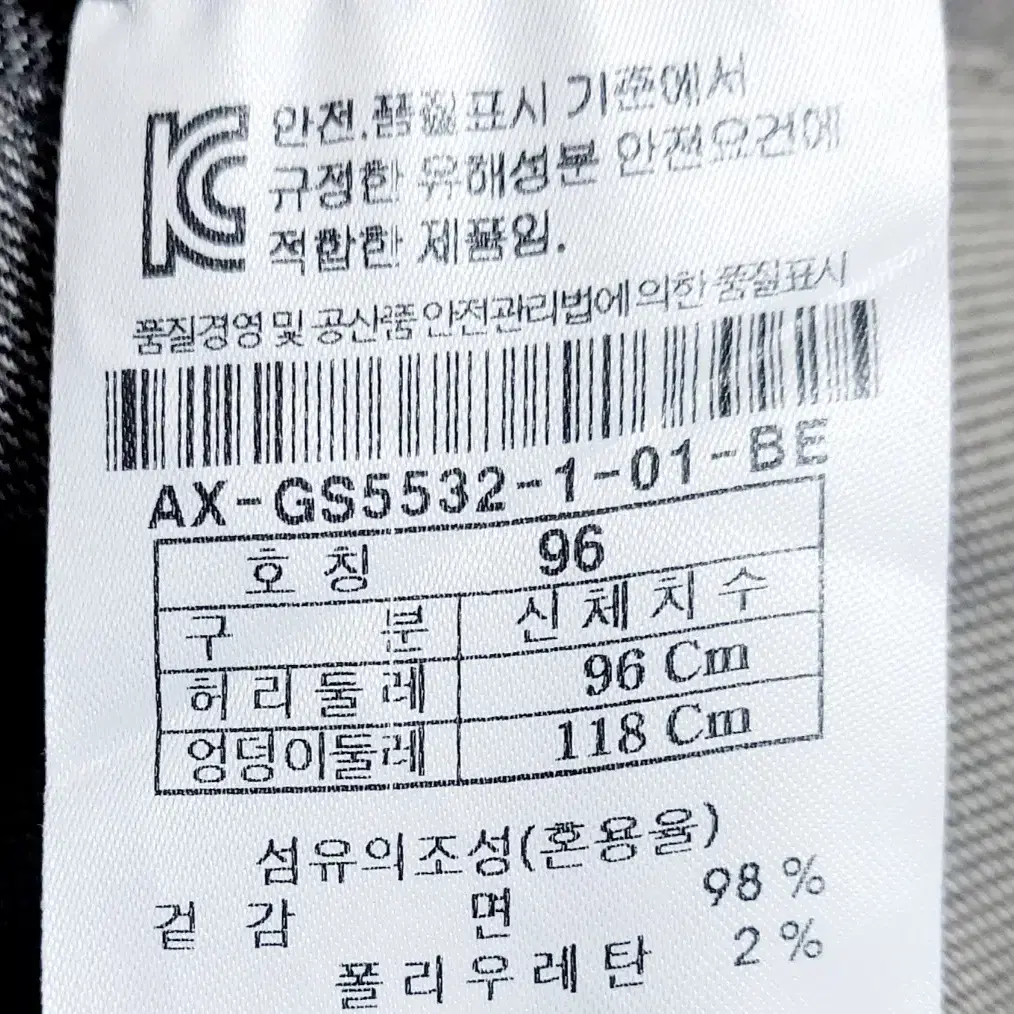 KC 안전.품질표시 기준에서
규정한 유해성분 안전요건에
적합한 제품임.
품질경영 및 공산품안전관리법에의한품질표시
AX-GS5532-1-01-BE
호 칭 96
구 분 신 체 치 수
허 리 둘 레 96 Cm
엉덩이둘레 118 Cm
섬유의조성(혼용율)
겉 감 면 98 %
폴 리 우 레 탄 2 %